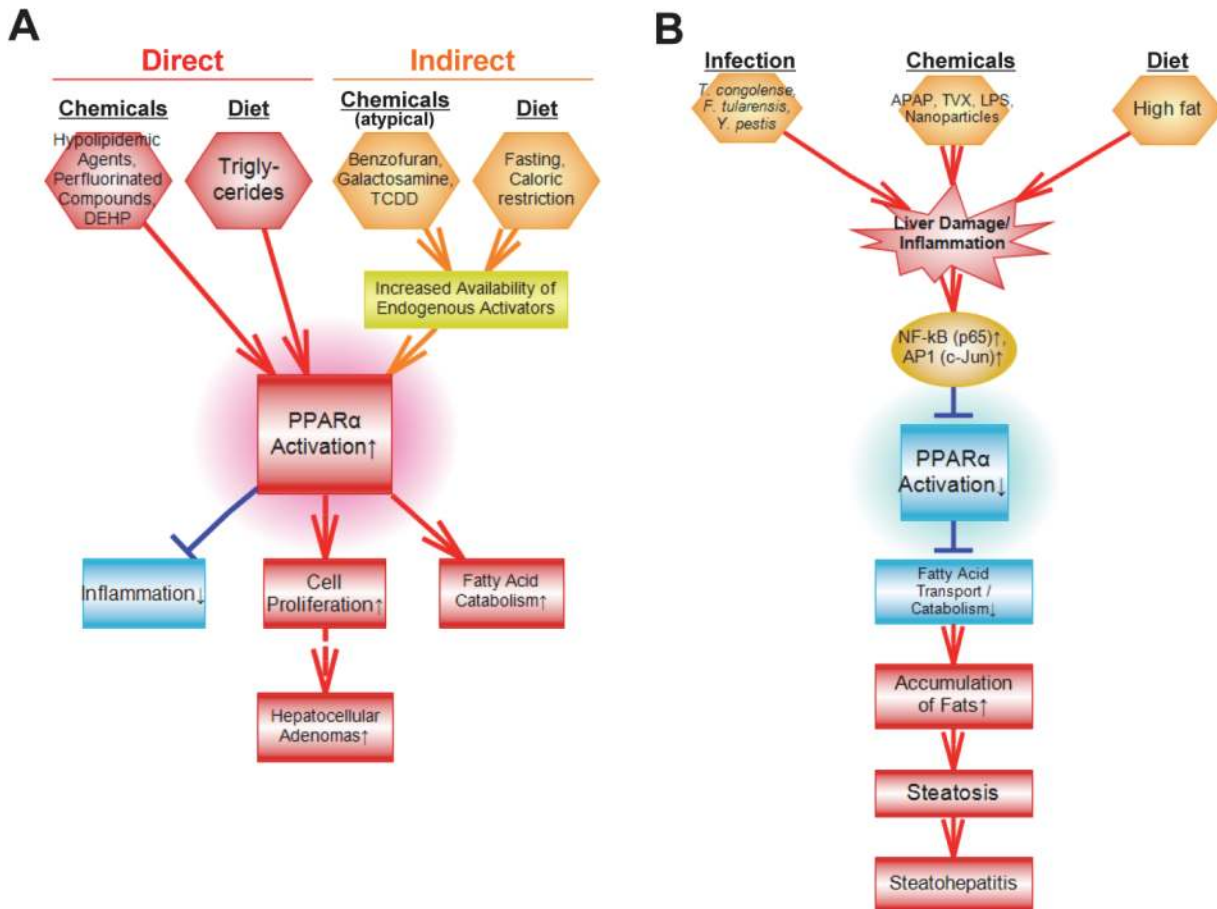 A
Direct
Indirect
Chemicals
Diet
Chemicals
(atypical)
Diet
Hypolipidemic
Agents,
Perfluorinated
Compounds,
DEHP
Trigly-
cerides
Benzofuran,
Galactosamine,
TCDD
Fasting,
Caloric
restriction
Increased Availability of
Endogenous Activators
PPARα
Activation↑
Inflammation↓
Cell
Proliferation↑
Fatty Acid
Catabolism↑
Hepatocellular
Adenomas↑
B
Infection
Chemicals
Diet
T. congolense,
F. tularensis,
Y. pestis
APAP, TVX, LPS,
Nanoparticles
High fat
Liver Damage/
Inflammation
NF-kB (p65)↑,
AP1 (c-Jun)↑
PPARα
Activation↓
Fatty Acid
Transport /
Catabolism↓
Accumulation
of Fats↑
Steatosis
Steatohepatitis